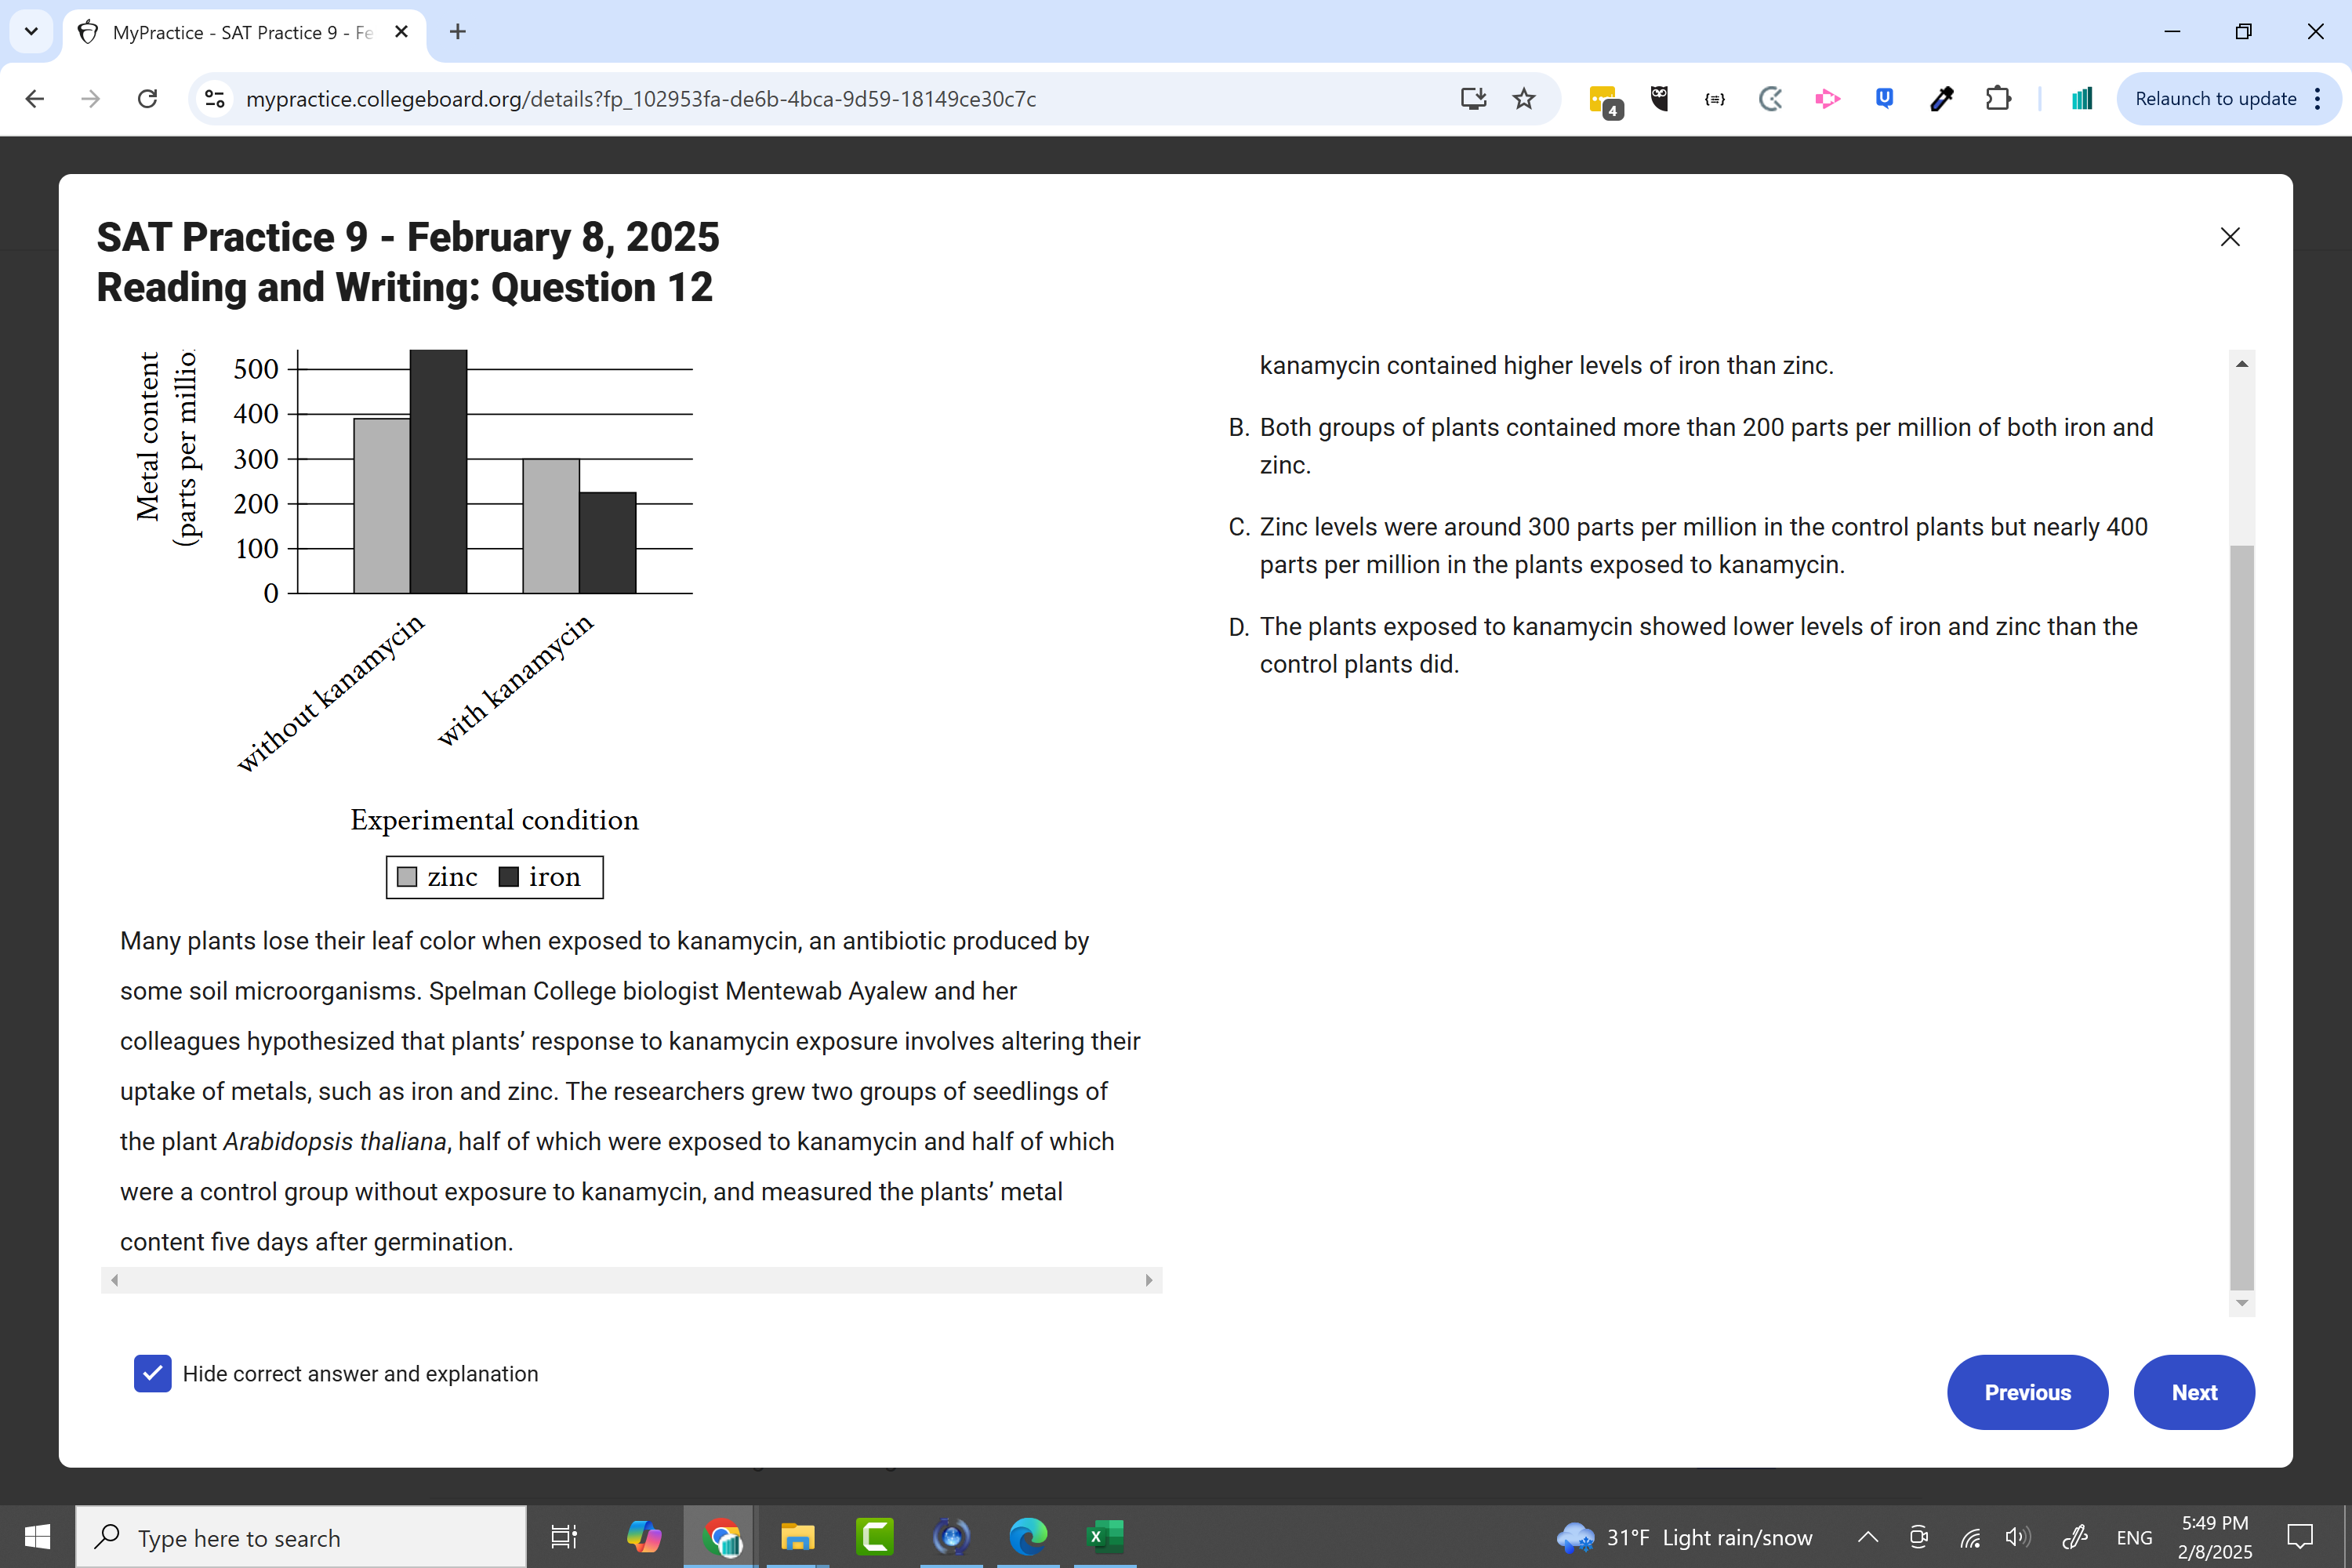 MyPractice - SAT Practice 9 - Fe
mypractice.collegeboard.org/details?fp_102953fa-de6b-4bca-9d59-18149ce30c7c
4
Relaunch to update
SAT Practice 9 - February 8, 2025
Reading and Writing: Question 12
Metal content
(parts per millio
500
400
300
200
100
0
without kanamycin
with kanamycin
Experimental condition
zinc iron
Many plants lose their leaf color when exposed to kanamycin, an antibiotic produced by
some soil microorganisms. Spelman College biologist Mentewab Ayalew and her
colleagues hypothesized that plants’ response to kanamycin exposure involves altering their
uptake of metals, such as iron and zinc. The researchers grew two groups of seedlings of
the plant Arabidopsis thaliana, half of which were exposed to kanamycin and half of which
were a control group without exposure to kanamycin, and measured the plants’ metal
content five days after germination.
kanamycin contained higher levels of iron than zinc.
B. Both groups of plants contained more than 200 parts per million of both iron and
zinc.
C. Zinc levels were around 300 parts per million in the control plants but nearly 400
parts per million in the plants exposed to kanamycin.
D. The plants exposed to kanamycin showed lower levels of iron and zinc than the
control plants did.
Hide correct answer and explanation
Previous
Next
Type here to search
31°F Light rain/snow
ENG
5:49 PM
2/8/2025